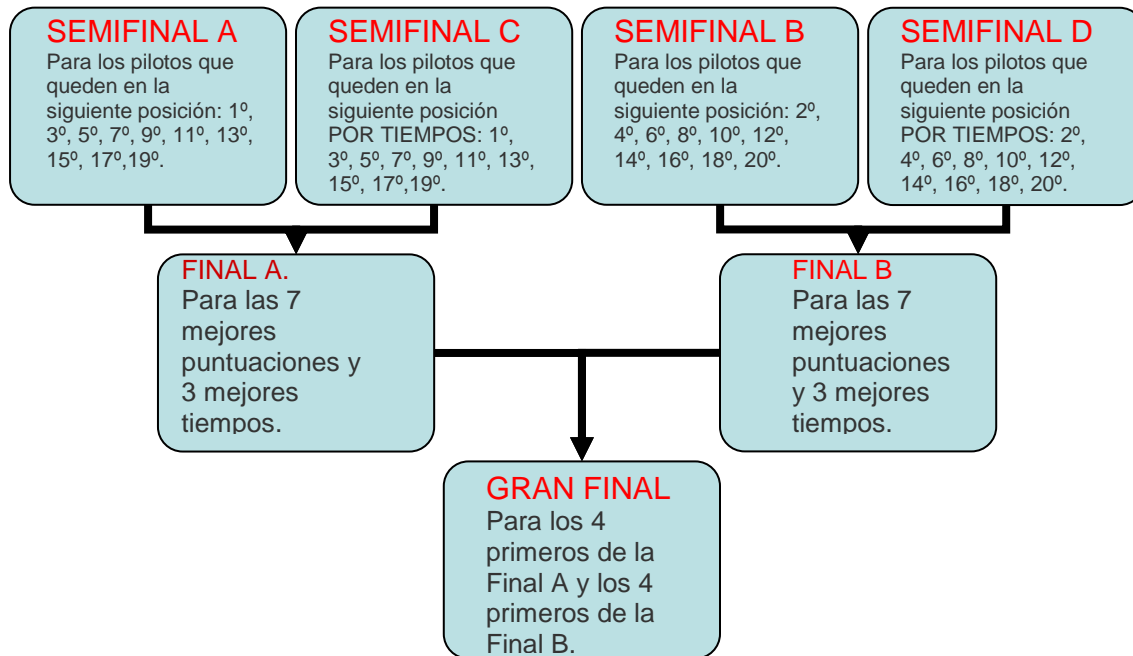 SEMIFINAL A
Para los pilotos que
queden en la
siguiente posición: 1º,
3º, 5º, 7º, 9º, 11º, 13º,
15º, 17º,19º.
SEMIFINAL C
Para los pilotos que
queden en la
siguiente posición
POR TIEMPOS: 1º,
3º, 5º, 7º, 9º, 11º, 13º,
15º, 17º,19º.
SEMIFINAL B
Para los pilotos que
queden en la
siguiente posición: 2º,
4º, 6º, 8º, 10º, 12º,
14º, 16º, 18º, 20º.
SEMIFINAL D
Para los pilotos que
queden en la
siguiente posición
POR TIEMPOS: 2º,
4º, 6º, 8º, 10º, 12º,
14º, 16º, 18º, 20º.
FINAL A.
Para las 7
mejores
puntuaciones y
3 mejores
tiempos.
FINAL B
Para las 7
mejores
puntuaciones
y 3 mejores
tiempos.
GRAN FINAL
Para los 4
primeros de la
Final A y los 4
primeros de la
Final B.